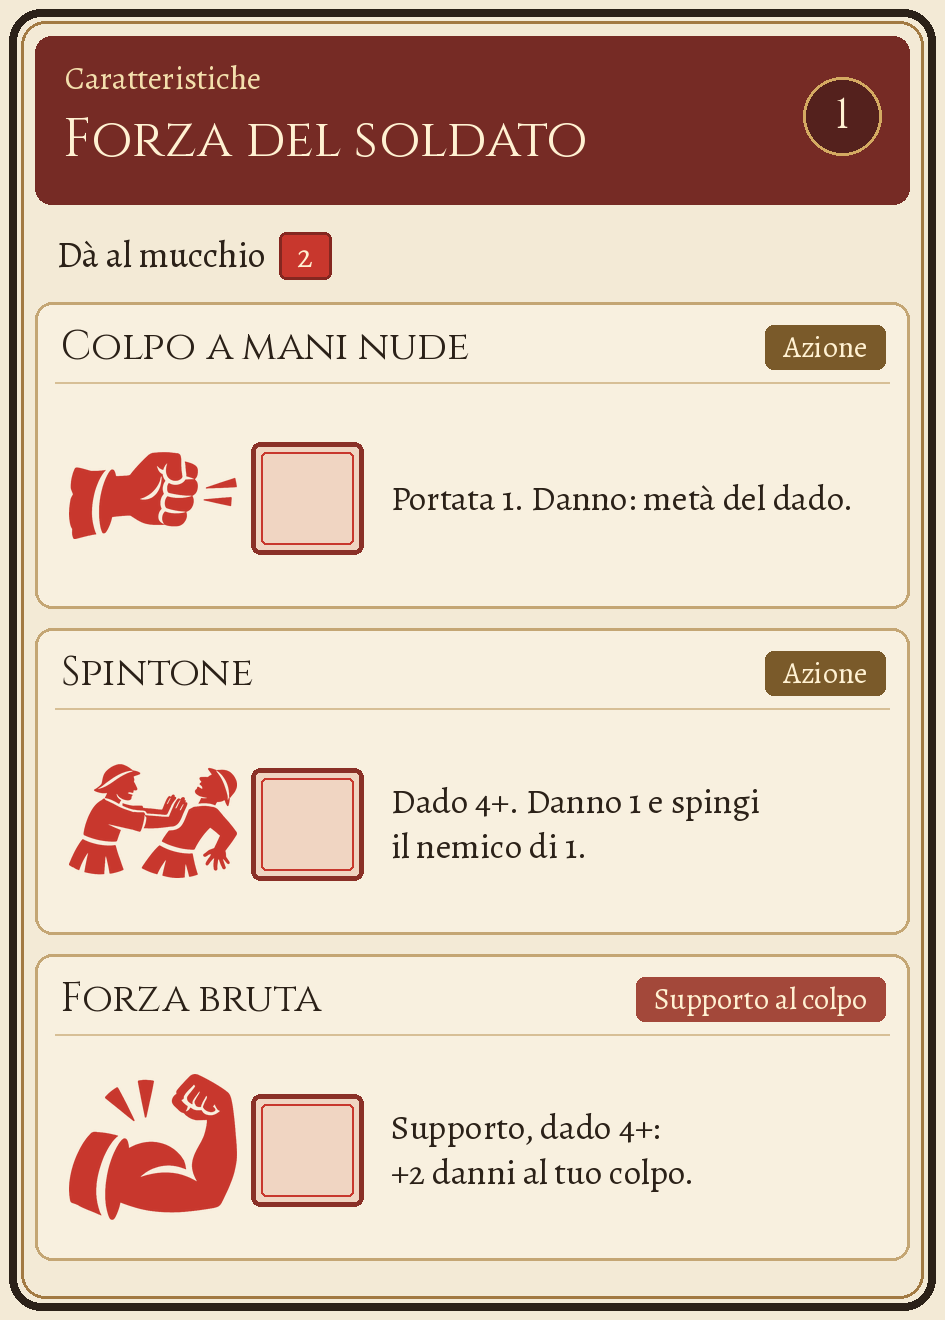 Caratteristiche
Forza del soldato
1
Dà al mucchio 2
Colpo a mani nude
Azione
Portata 1. Danno: metà del dado.
Spintone
Azione
Dado 4+. Danno 1 e spingi
il nemico di 1.
Forza bruta
Supporto al colpo
Supporto, dado 4+:
+2 danni al tuo colpo.